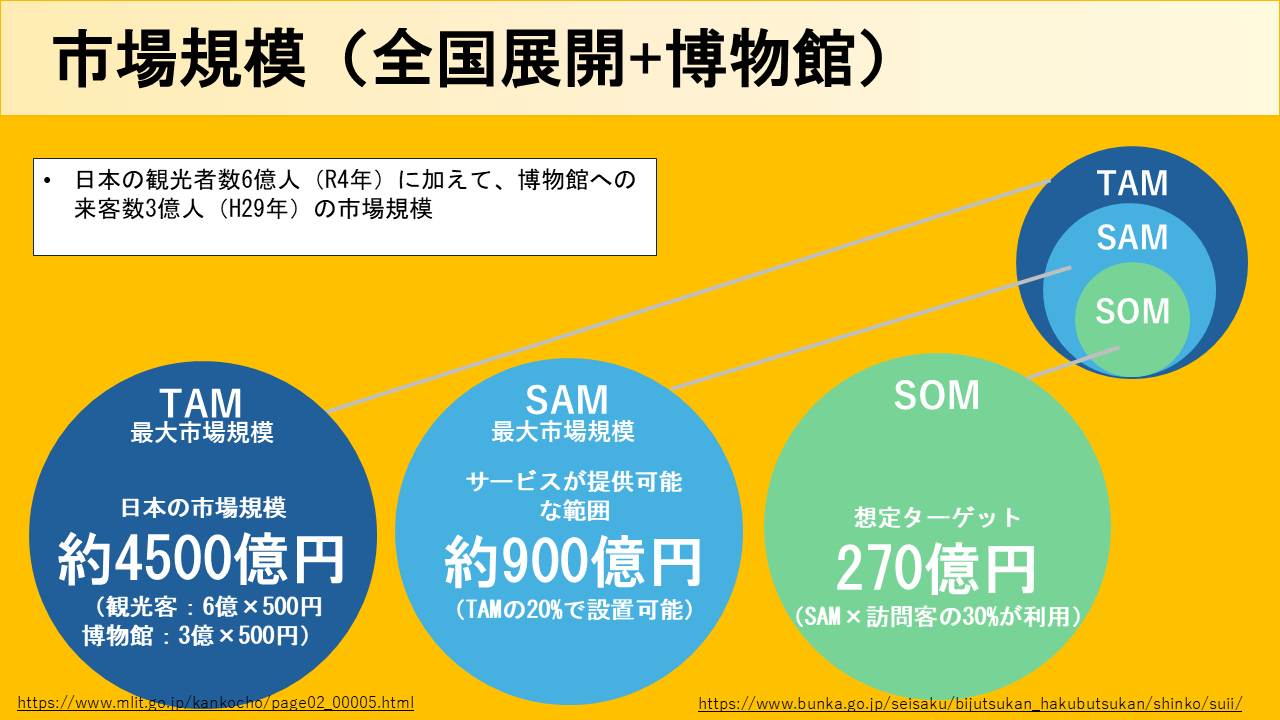 市場規模（全国展開+博物館）
• 日本の観光者数6億人（R4年）に加えて、博物館への
来客数3億人（H29年）の市場規模
TAM
SAM
SOM
TAM
最大市場規模
日本の市場規模
約4500億円
（観光客：6億×500円
博物館：3億×500円）
SAM
最大市場規模
サービスが提供可能
な範囲
約900億円
（TAMの20%で設置可能）
SOM
想定ターゲット
270億円
（SAM×訪問客の30%が利用）
https://www.mlit.go.jp/kankocho/page02_00005.html
https://www.bunka.go.jp/seisaku/bijutsukan_hakubutsukan/shinko/suii/